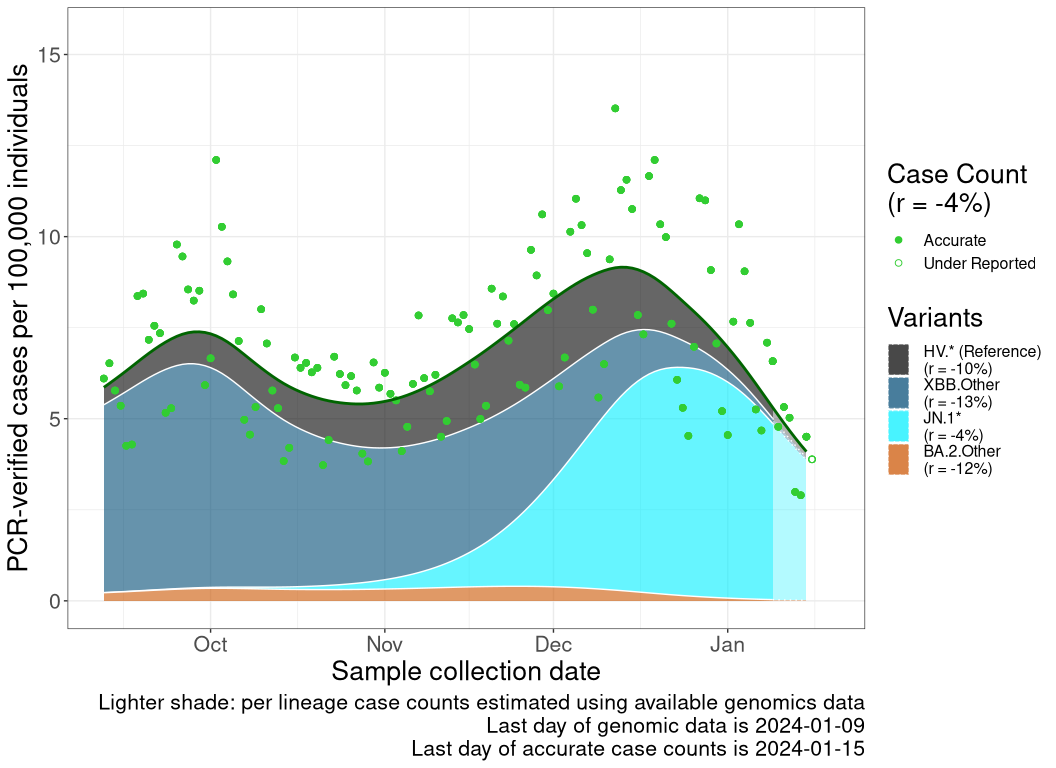 PCR-verified cases per 100,000 individuals
15
10
5
0
Oct
Nov
Dec
Jan
Sample collection date
Lighter shade: per lineage case counts estimated using available genomics data
Last day of genomic data is 2024-01-09
Last day of accurate case counts is 2024-01-15
Case Count
(r = -4%)
Accurate
Under Reported
Variants
HV.* (Reference)
(r = -10%)
XBB.Other
(r = -13%)
JN.1*
(r = -4%)
BA.2.Other
(r = -12%)